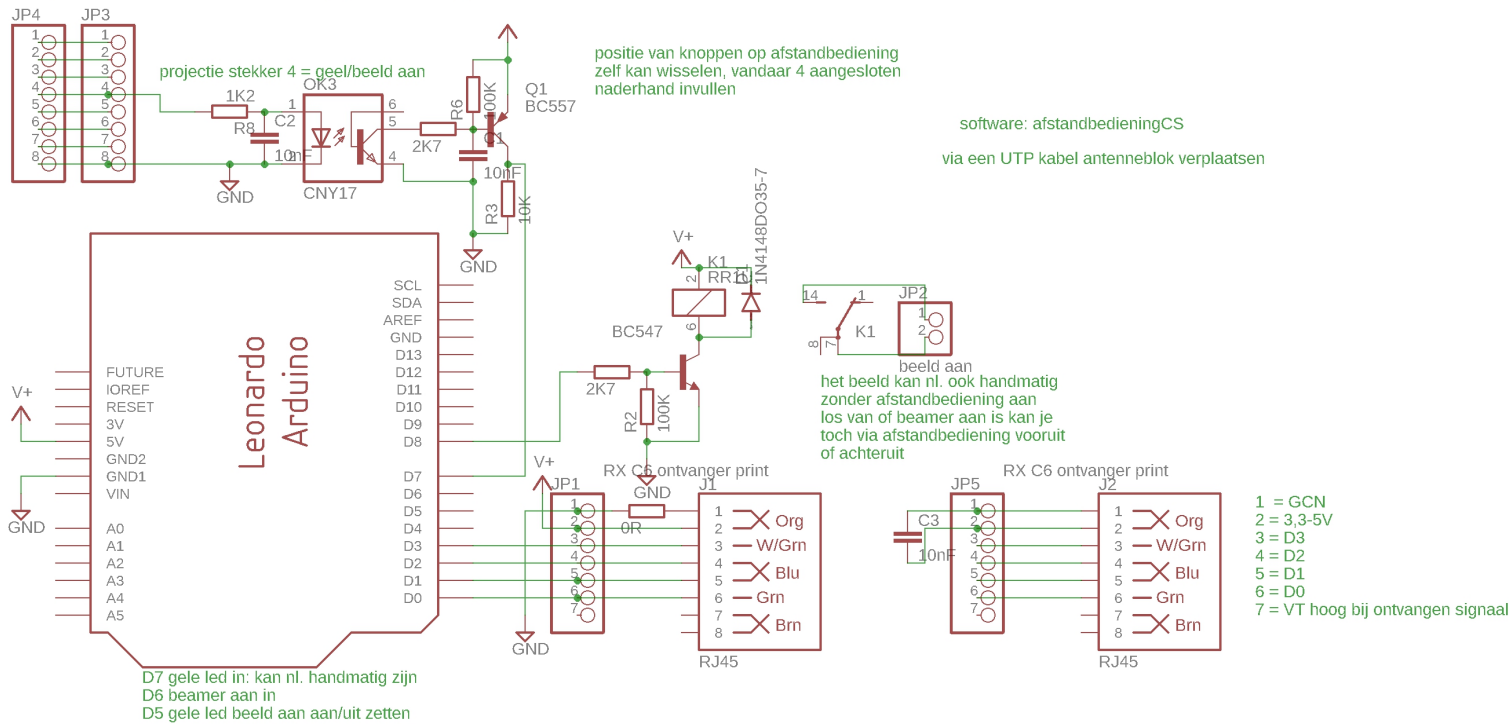 JP4
JP3
1
2
3
4
5
6
7
8
1
2
3
4
5
6
7
8
projectie stekker 4 = geel/beeld aan
1K2
R8
C2
10nF
GND
OK3
1
2
6
5
4
CNY17
2K7
R6
100K
Q1
BC557
C1
10nF
R3
10K
GND
positie van knoppen op afstandbediening
zelf kan wisselen, vandaar 4 aangesloten
naderhand invullen
software: afstandbedieningCS
via een UTP kabel antenneblok verplaatsen
Leonardo
Arduino
FUTURE
IOREF
RESET
3V
5V
GND2
GND1
VIN
A0
A1
A2
A3
A4
A5
SCL
SDA
AREF
GND
D13
D12
D11
D10
D9
D8
D7
D6
D5
D4
D3
D2
D1
D0
V+
GND
V+
K1
2
6
1N4148DO35-7
BC547
2K7
R2
100K
GND
14
1
8
7
K1
JP2
1
2
beeld aan
het beeld kan nl. ook handmatig
zonder afstandbediening aan
los van of beamer aan is kan je
toch via afstandbediening vooruit
of achteruit
V+
JP1
1
2
3
4
5
6
7
GND
RX C6 ontvanger print
0R
J1
1
2
3
4
5
6
7
8
Org
W/Grn
Blu
Grn
Brn
RJ45
RX C6 ontvanger print
C3
10nF
JP5
1
2
3
4
5
6
7
J2
1
2
3
4
5
6
7
8
Org
W/Grn
Blu
Grn
Brn
RJ45
1 = GCN
2 = 3,3-5V
3 = D3
4 = D2
5 = D1
6 = D0
7 = VT hoog bij ontvangen signaal
D7 gele led in: kan nl. handmatig zijn
D6 beamer aan in
D5 gele led beeld aan aan/uit zetten